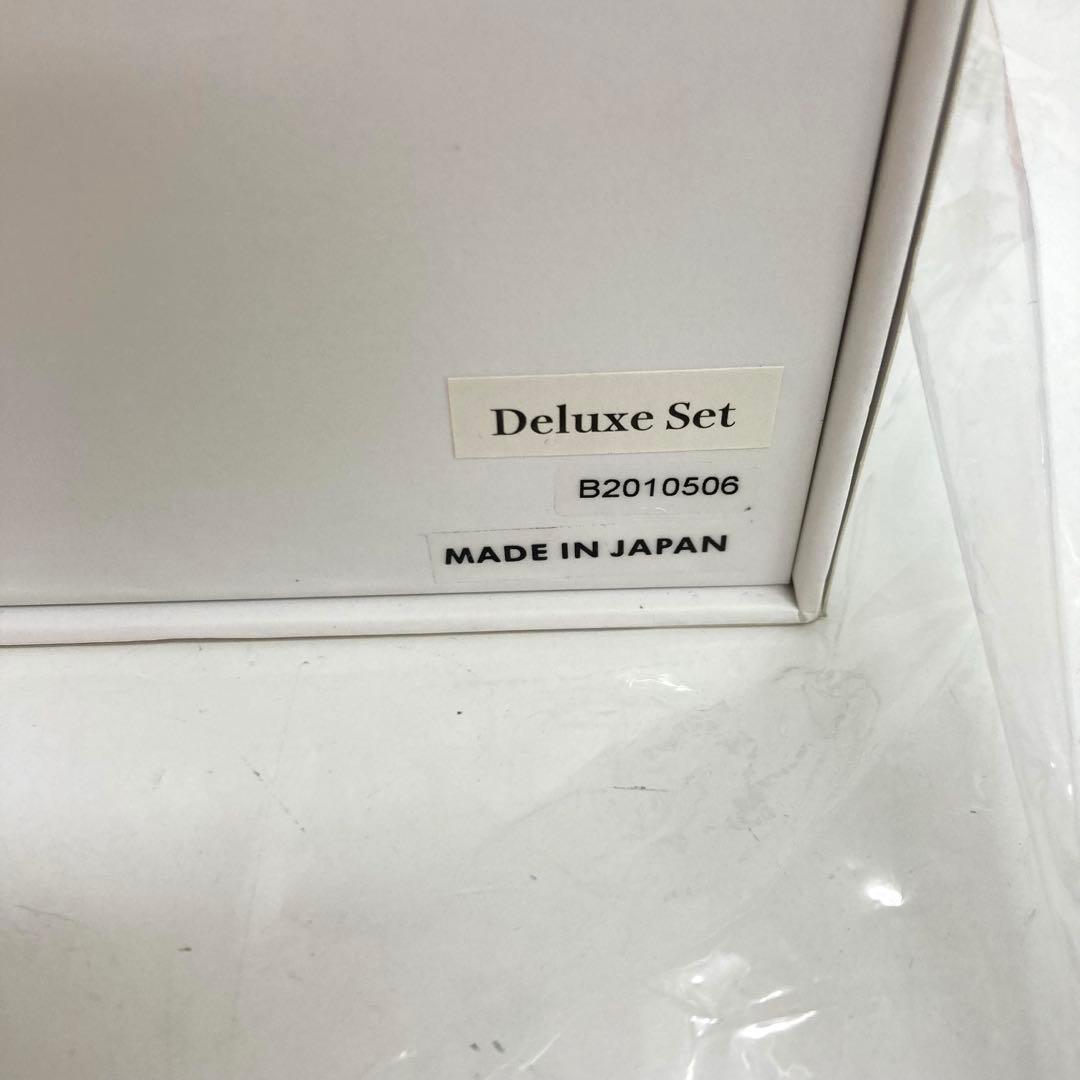 Deluxe Set
B2010506
MADE IN JAPAN